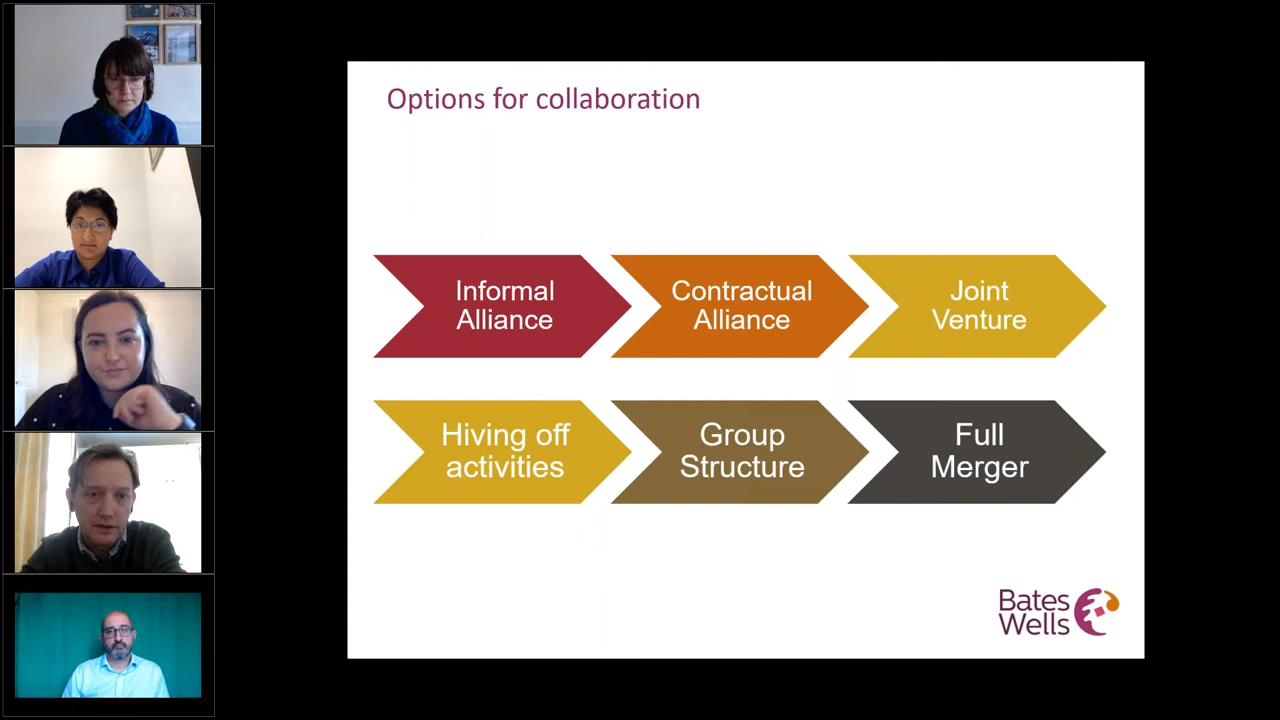 Options for collaboration
Informal
Alliance
Contractual
Alliance
Joint
Venture
Hiving off
activities
Group
Structure
Full
Merger
Bates
Wells